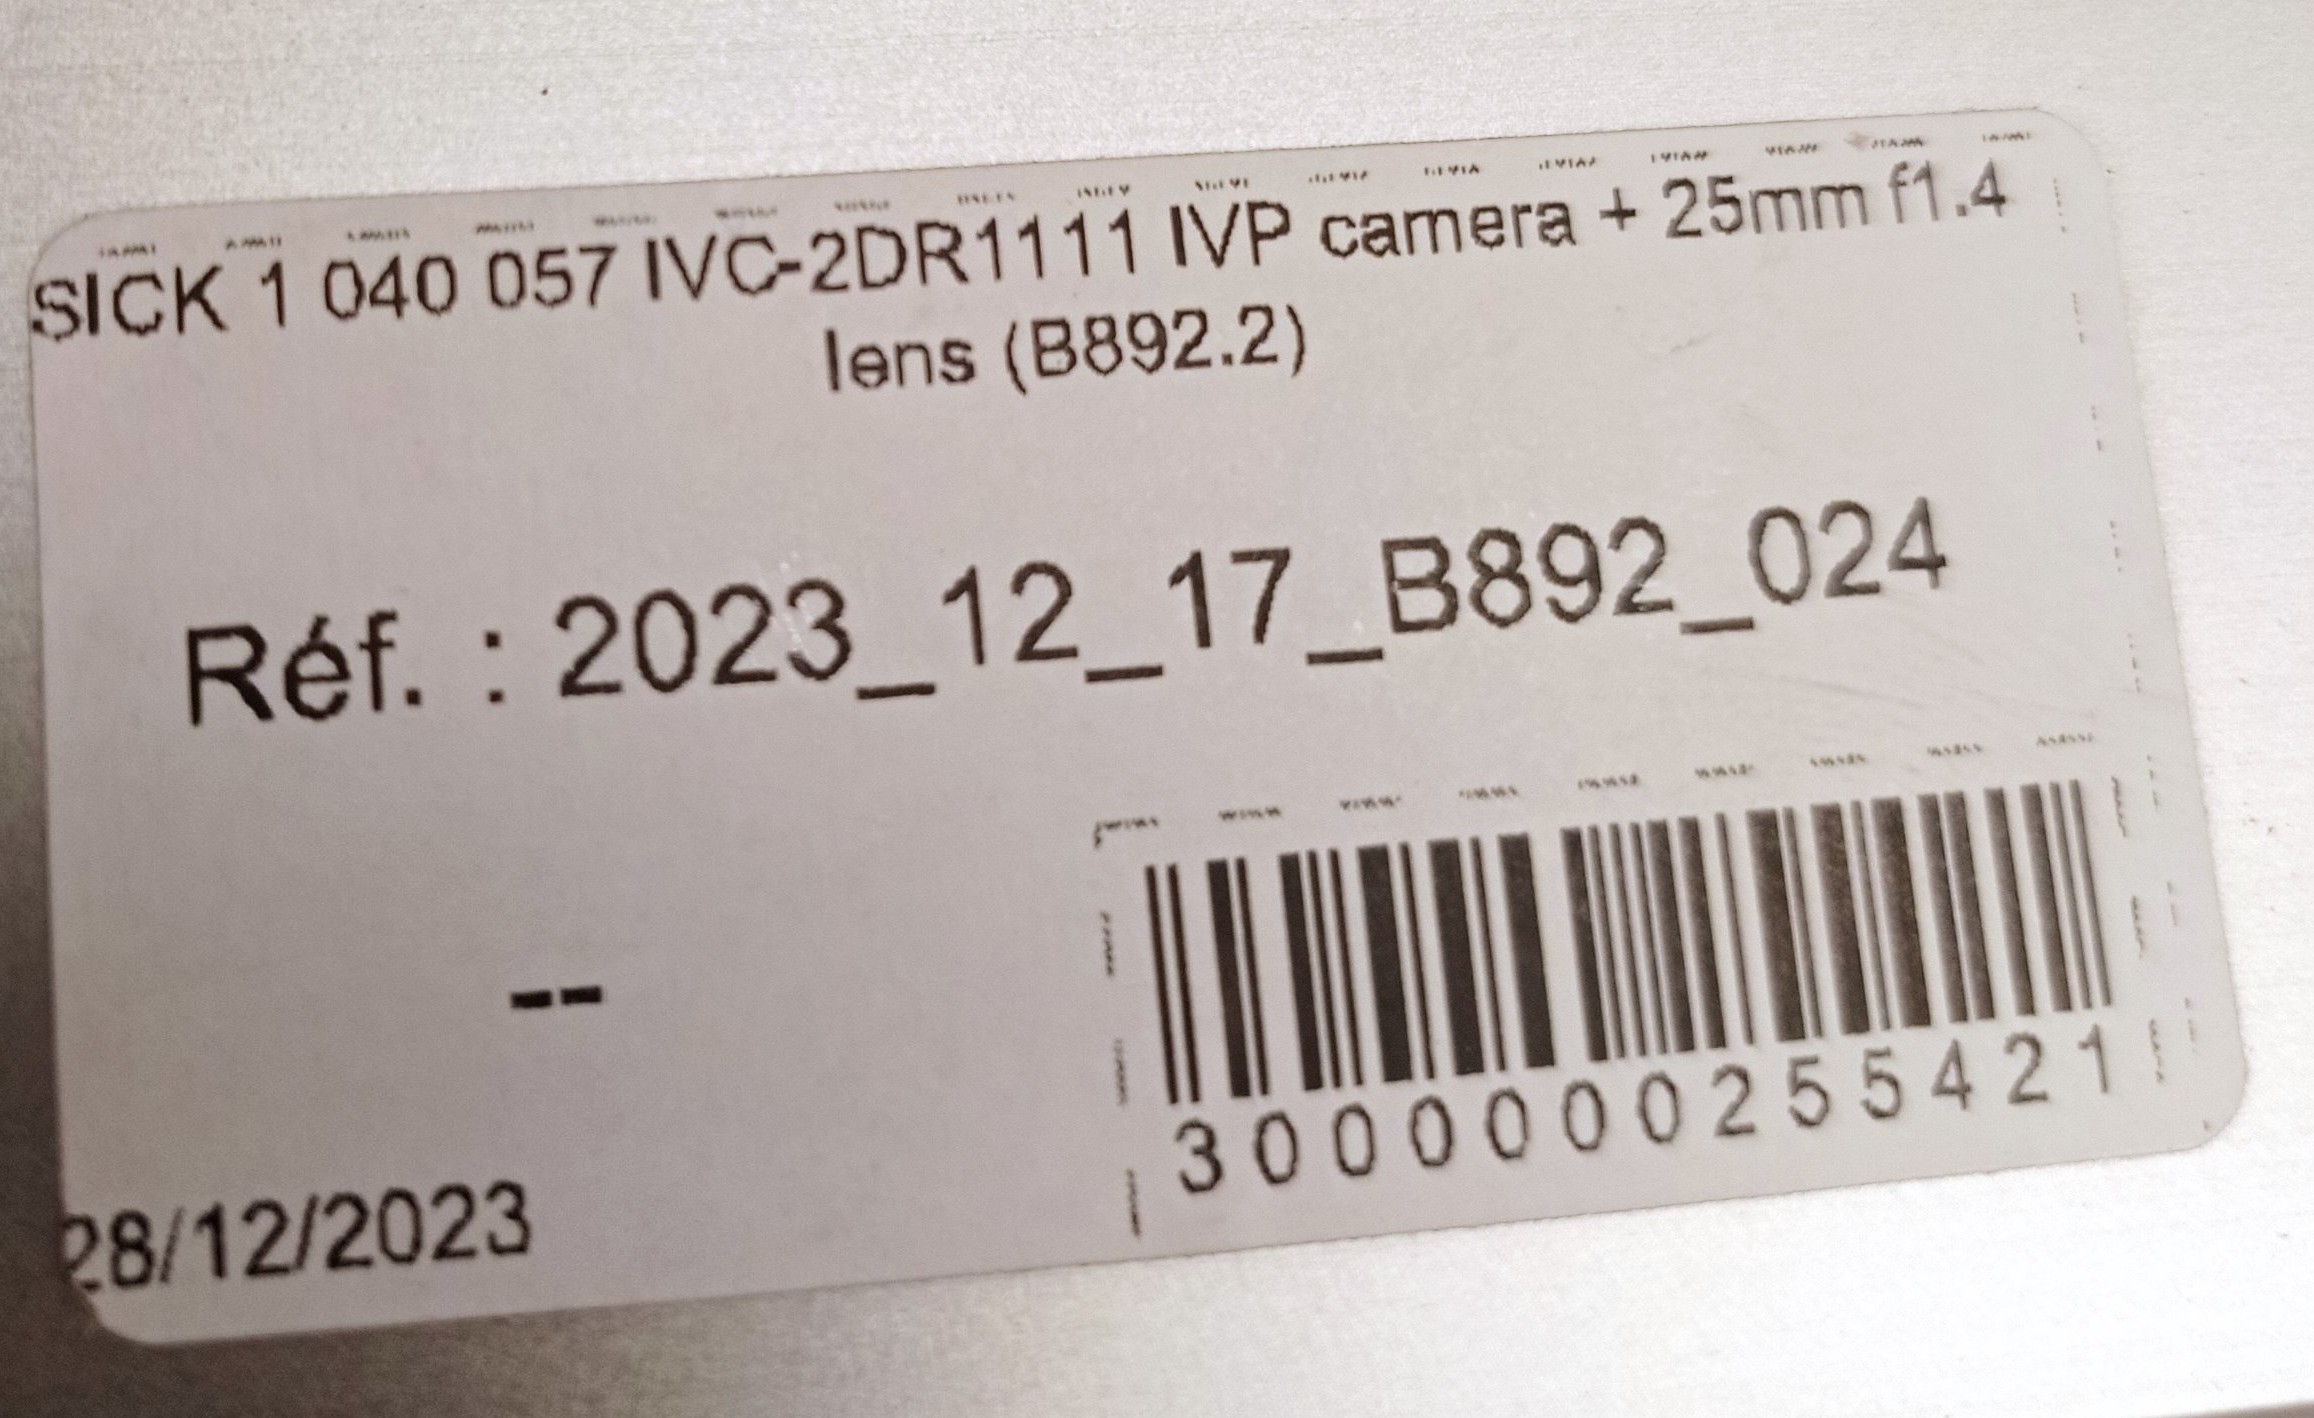 SICK 1 040 057 IVC-2DR1111 IVP camera + 25mm f1.4
lens (B892.2)
Réf. : 2023_12_17_B892_024
--
3000000255421
28/12/2023